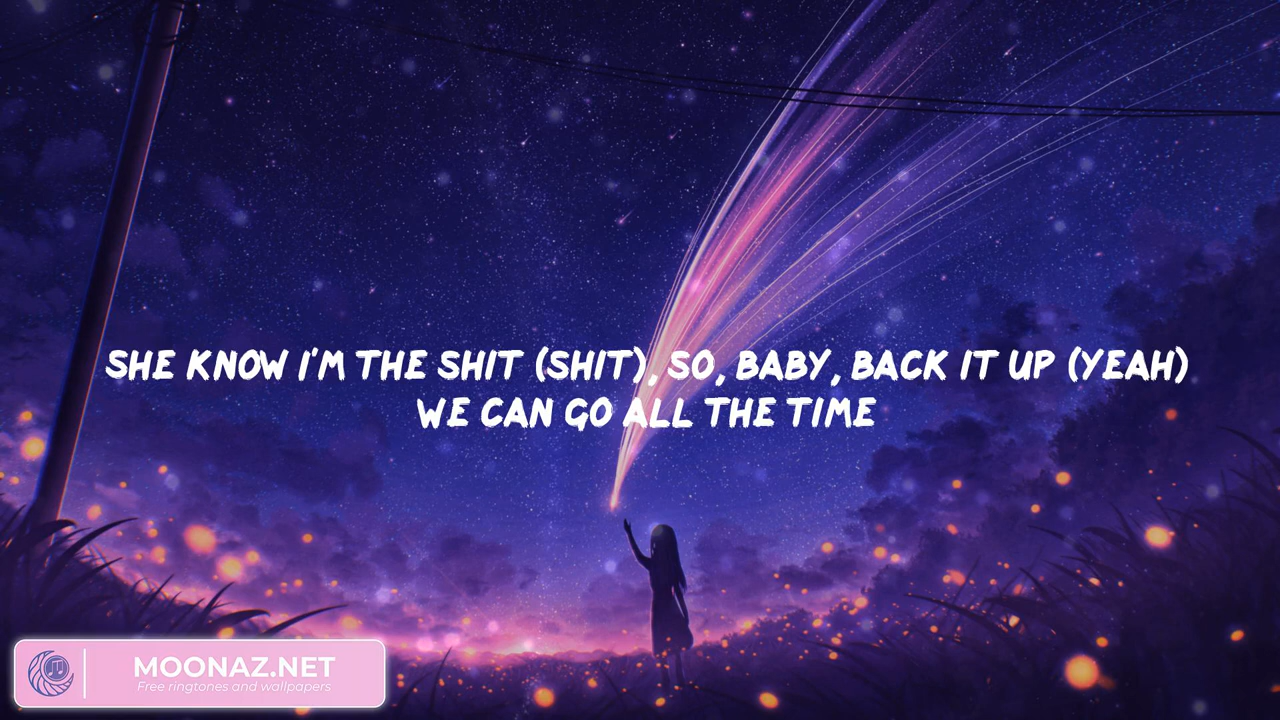 SHE KNOW I'M THE SHIT (SHIT), SO, BABY, BACK IT UP (YEAH)
WE CAN GO ALL THE TIME
MOONAZ.NET
Free ringtones and wallpapers